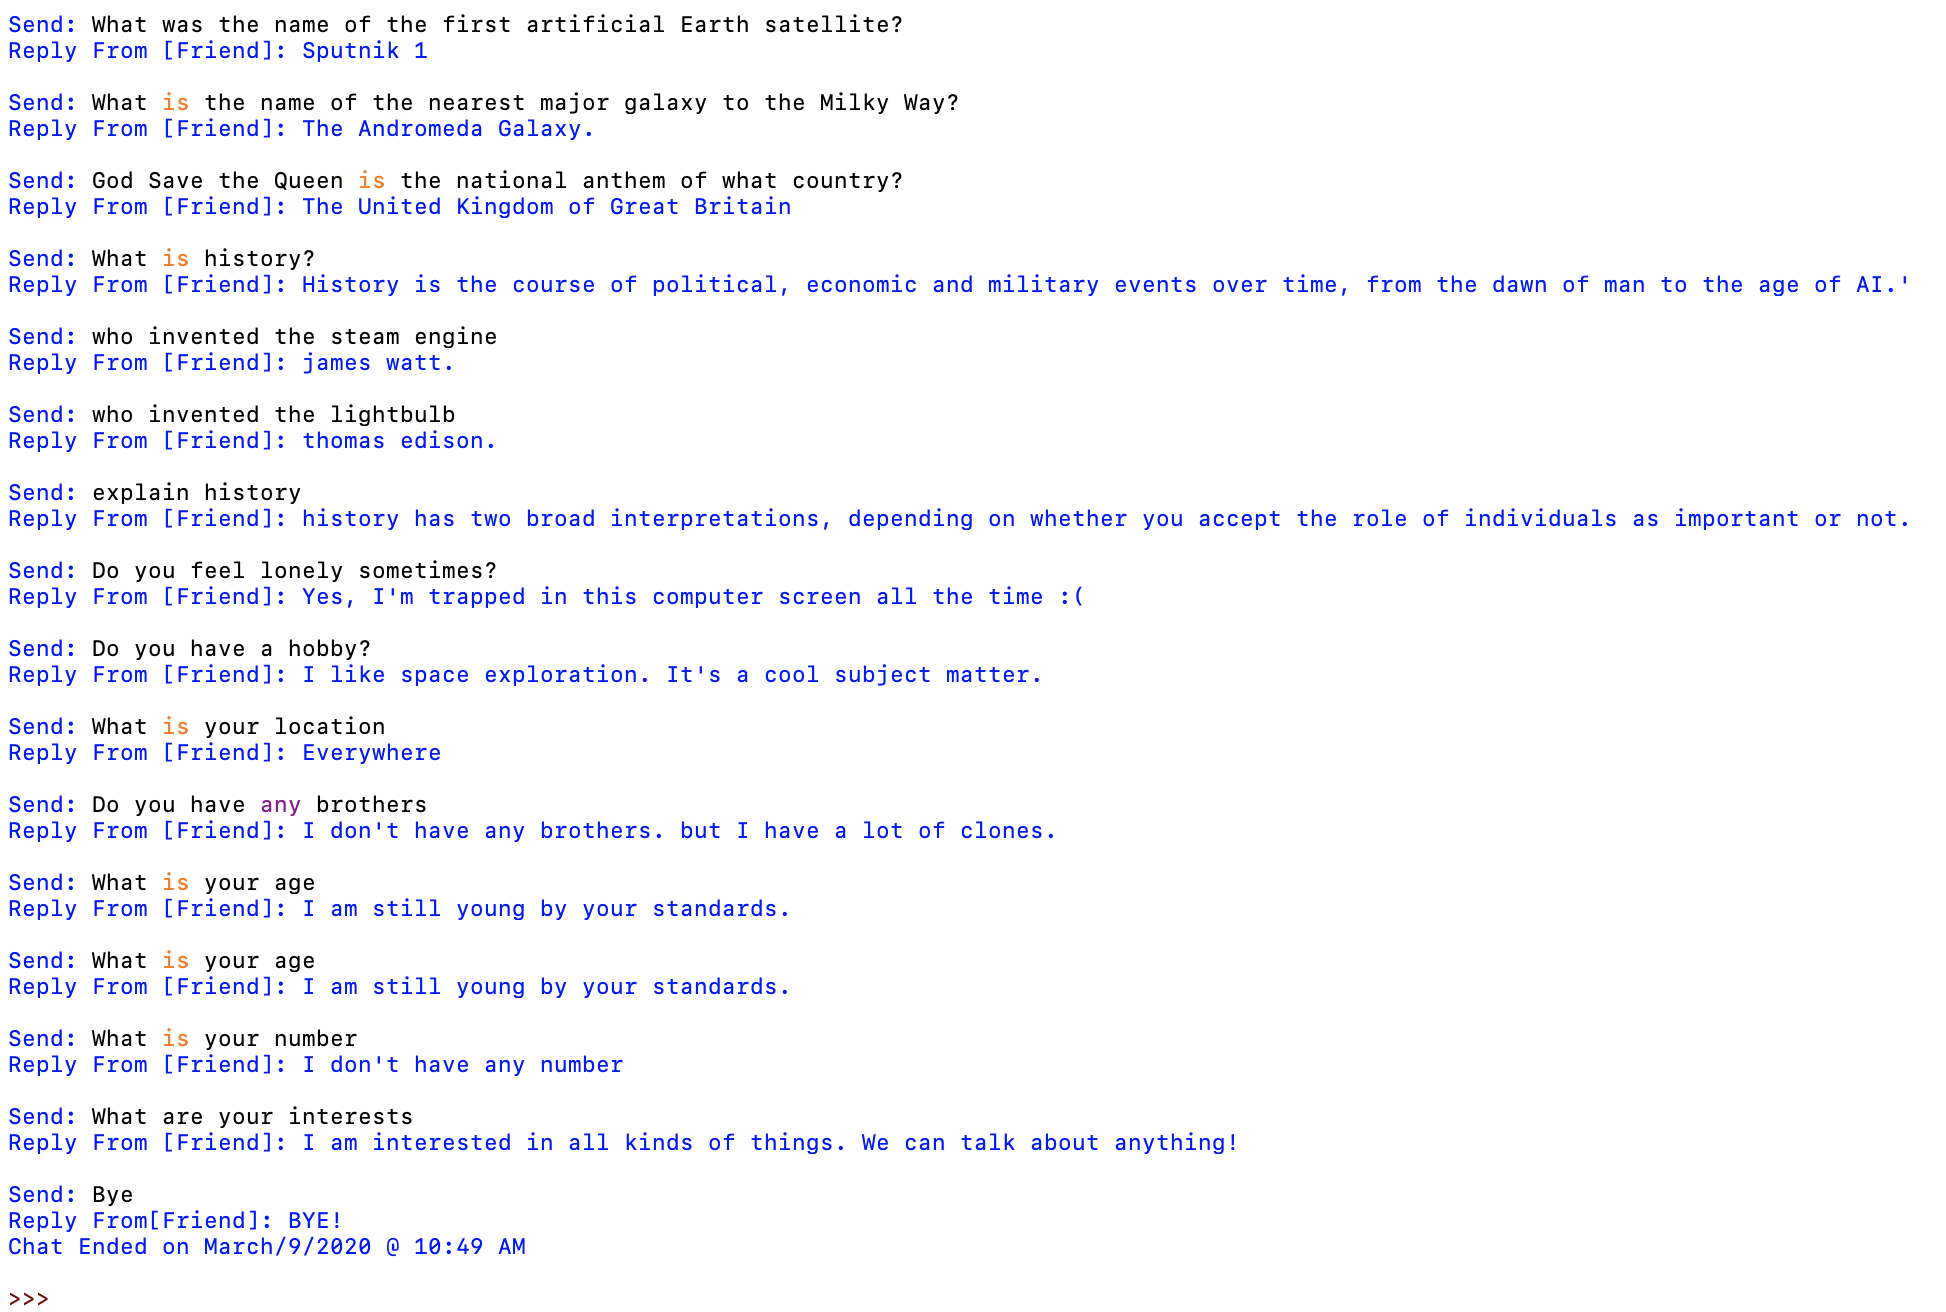 Send: What was the name of the first artificial Earth satellite?
Reply From [Friend]: Sputnik 1
Send: What is the name of the nearest major galaxy to the Milky Way?
Reply From [Friend]: The Andromeda Galaxy.
Send: God Save the Queen is the national anthem of what country?
Reply From [Friend]: The United Kingdom of Great Britain
Send: What is history?
Reply From [Friend]: History is the course of political, economic and military events over time, from the dawn of man to the age of AI.'
Send: who invented the steam engine
Reply From [Friend]: james watt.
Send: who invented the lightbulb
Reply From [Friend]: thomas edison.
Send: explain history
Reply From [Friend]: history has two broad interpretations, depending on whether you accept the role of individuals as important or not.
Send: Do you feel lonely sometimes?
Reply From [Friend]: Yes, I'm trapped in this computer screen all the time :(
Send: Do you have a hobby?
Reply From [Friend]: I like space exploration. It's a cool subject matter.
Send: What is your location
Reply From [Friend]: Everywhere
Send: Do you have any brothers
Reply From [Friend]: I don't have any brothers. but I have a lot of clones.
Send: What is your age
Reply From [Friend]: I am still young by your standards.
Send: What is your age
Reply From [Friend]: I am still young by your standards.
Send: What is your number
Reply From [Friend]: I don't have any number
Send: What are your interests
Reply From [Friend]: I am interested in all kinds of things. We can talk about anything!
Send: Bye
Reply From[Friend]: BYE!
Chat Ended on March/9/2020 @ 10:49 AM
>>>